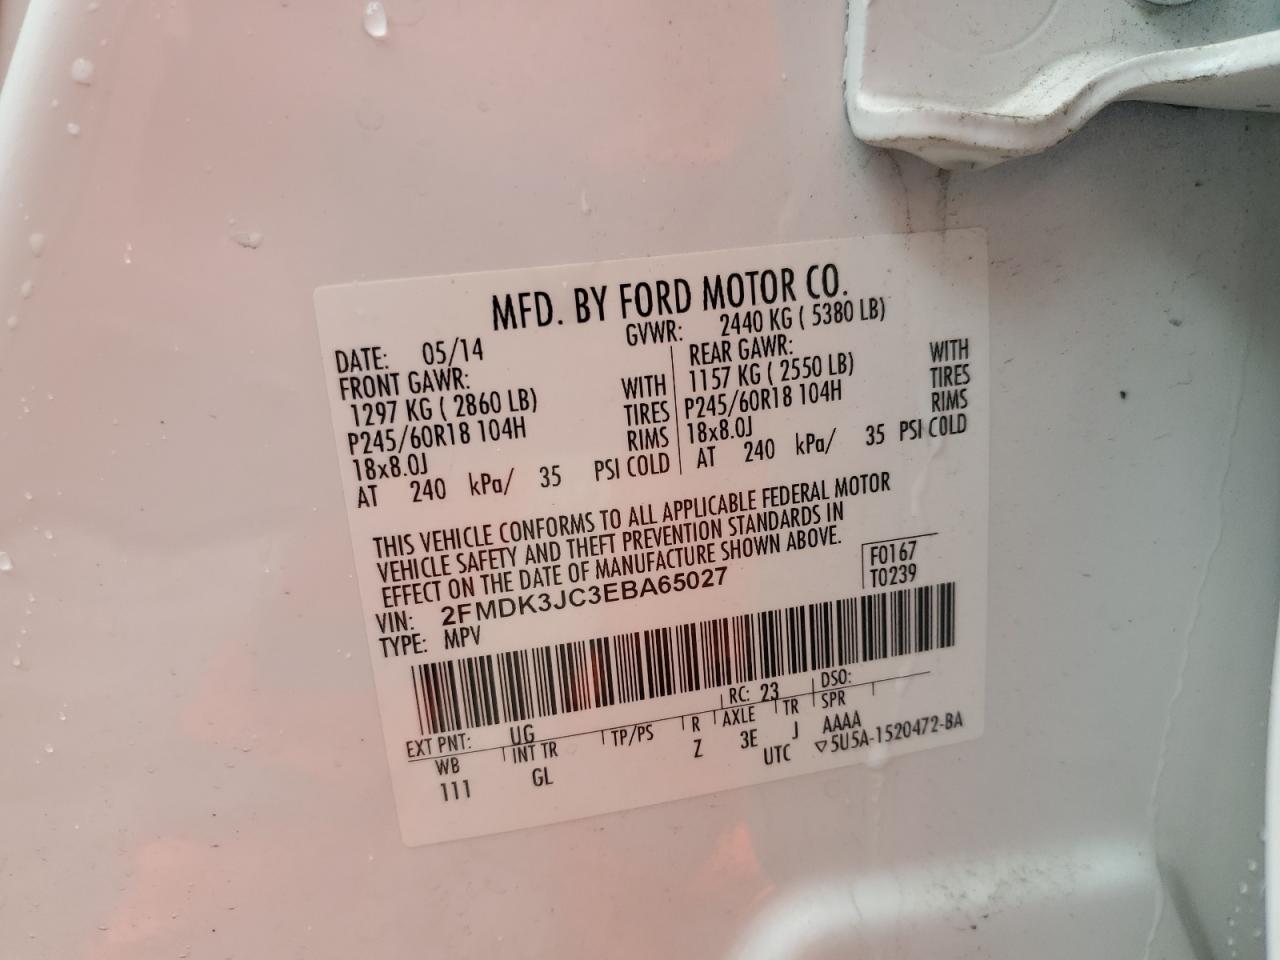 MFD. BY FORD MOTOR CO.
DATE: 05/14 GVWR: 2440 KG ( 5380 LB)
FRONT GAWR: REAR GAWR:
1297 KG ( 2860 LB) WITH 1157 KG ( 2550 LB) WITH
P245/60R18 104H TIRES P245/60R18 104H TIRES
18x8.0J RIMS 18x8.0J RIMS
AT 240 kPa/ 35 PSI COLD AT 240 kPa/ 35 PSI COLD
THIS VEHICLE CONFORMS TO ALL APPLICABLE FEDERAL MOTOR
VEHICLE SAFETY AND THEFT PREVENTION STANDARDS IN
EFFECT ON THE DATE OF MANUFACTURE SHOWN ABOVE.
VIN: 2FMDK3JC3EBA65027 F0167
TYPE: MPV T0239
EXT PNT: UG RC: 23 DSO:
WB INT TR TP/PS R AXLE TR SPR
111 GL Z 3E J AAAA
UTC ▽5U5A-1520472-BA